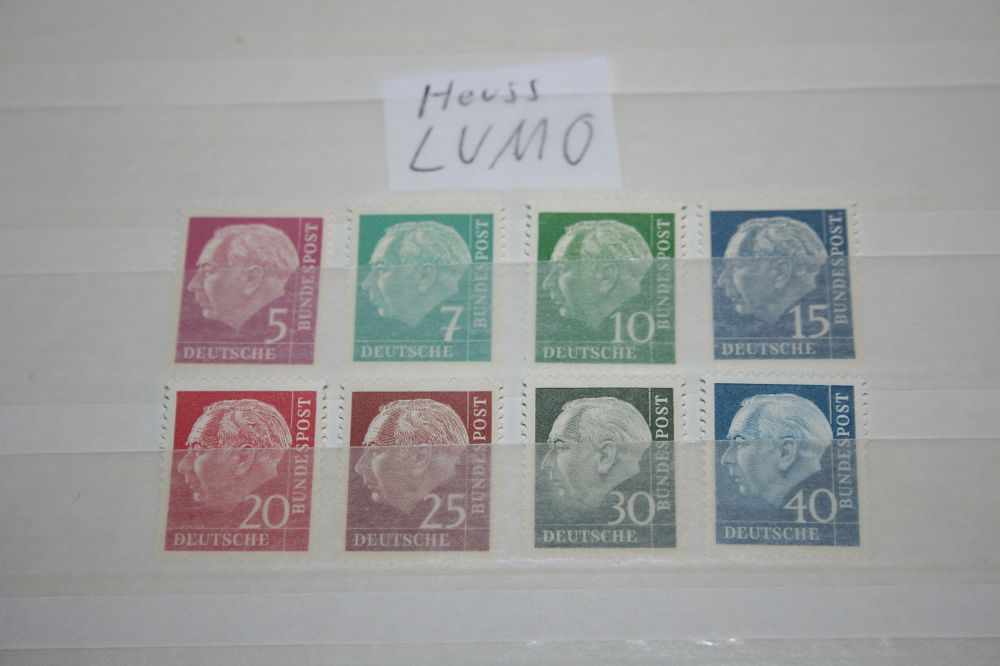 Heuss
LUMO
5 BUNDESPOST
DEUTSCHE
7 BUNDESPOST
DEUTSCHE
10 BUNDESPOST
DEUTSCHE
15 BUNDESPOST
DEUTSCHE
20 BUNDESPOST
DEUTSCHE
25 BUNDESPOST
DEUTSCHE
30 BUNDESPOST
DEUTSCHE
40 BUNDESPOST
DEUTSCHE